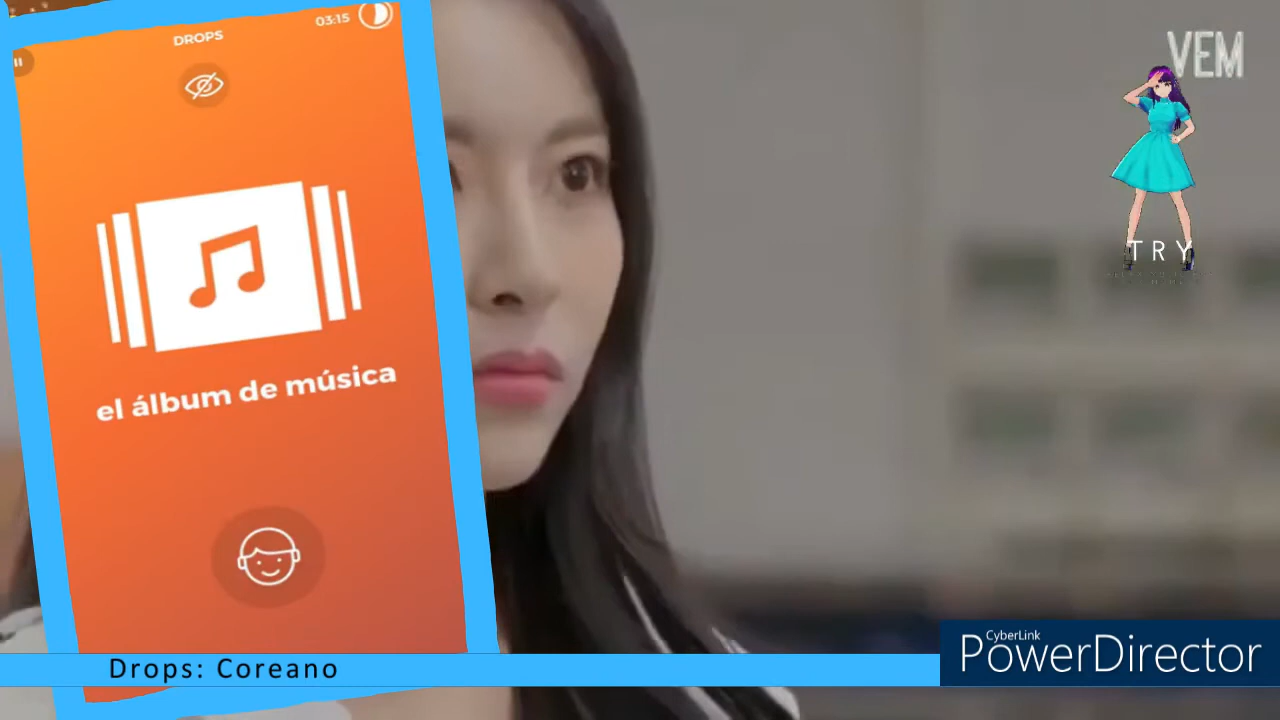 03:15
DROPS
el álbum de música
VEM
TRY
Drops: Coreano
CyberLink
PowerDirector